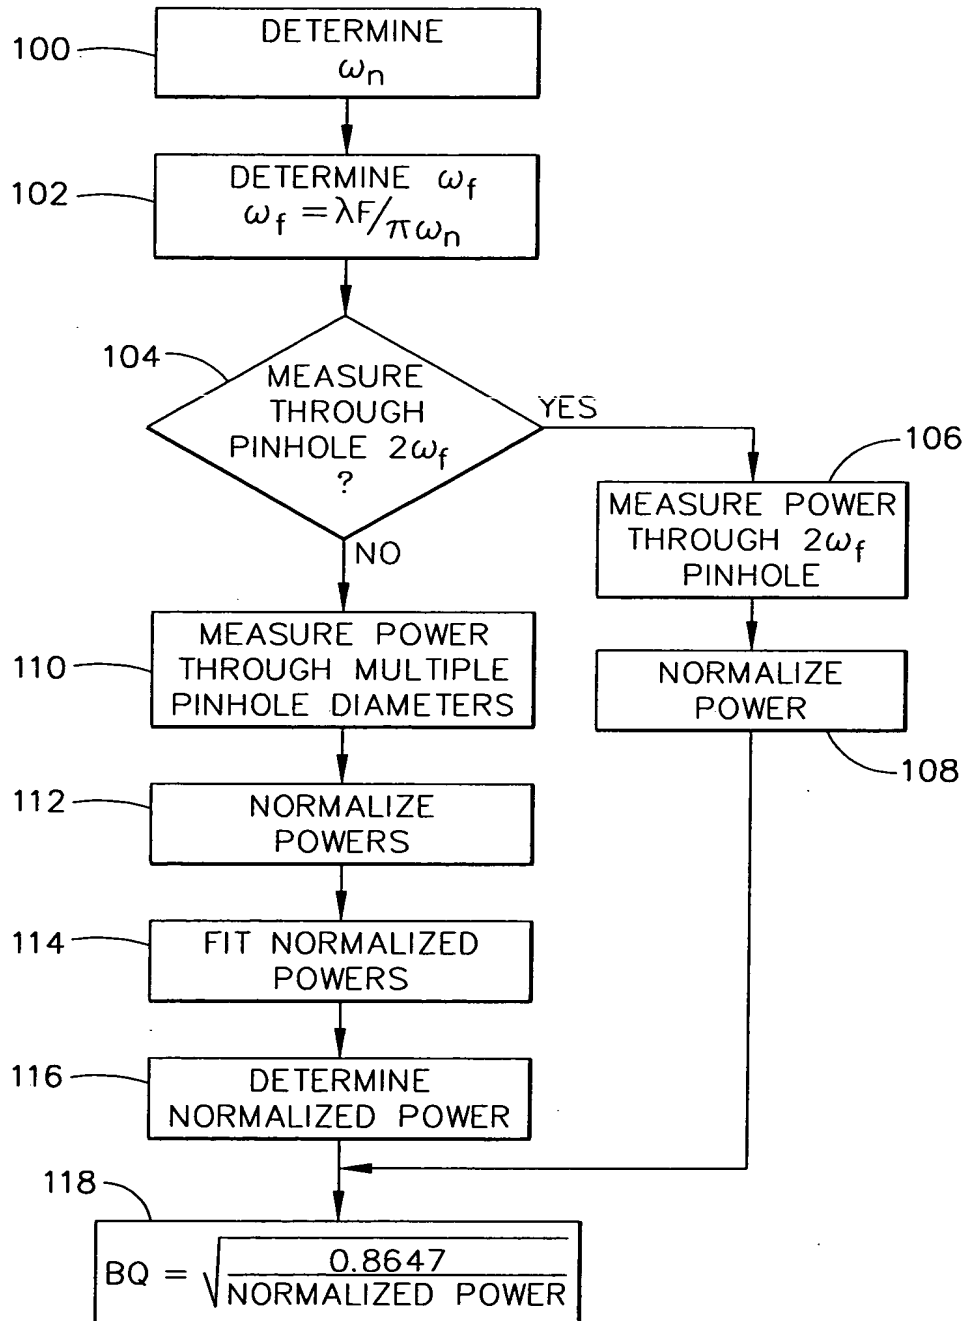 100
DETERMINE
ωn
102
DETERMINE ωf
ωf = λF/πωn
104
MEASURE
THROUGH
PINHOLE 2ωf
?
YES
NO
106
MEASURE POWER
THROUGH 2ωf
PINHOLE
110
MEASURE POWER
THROUGH MULTIPLE
PINHOLE DIAMETERS
NORMALIZE
POWER
108
112
NORMALIZE
POWERS
114
FIT NORMALIZED
POWERS
116
DETERMINE
NORMALIZED POWER
118
BQ = √0.8647
NORMALIZED POWER